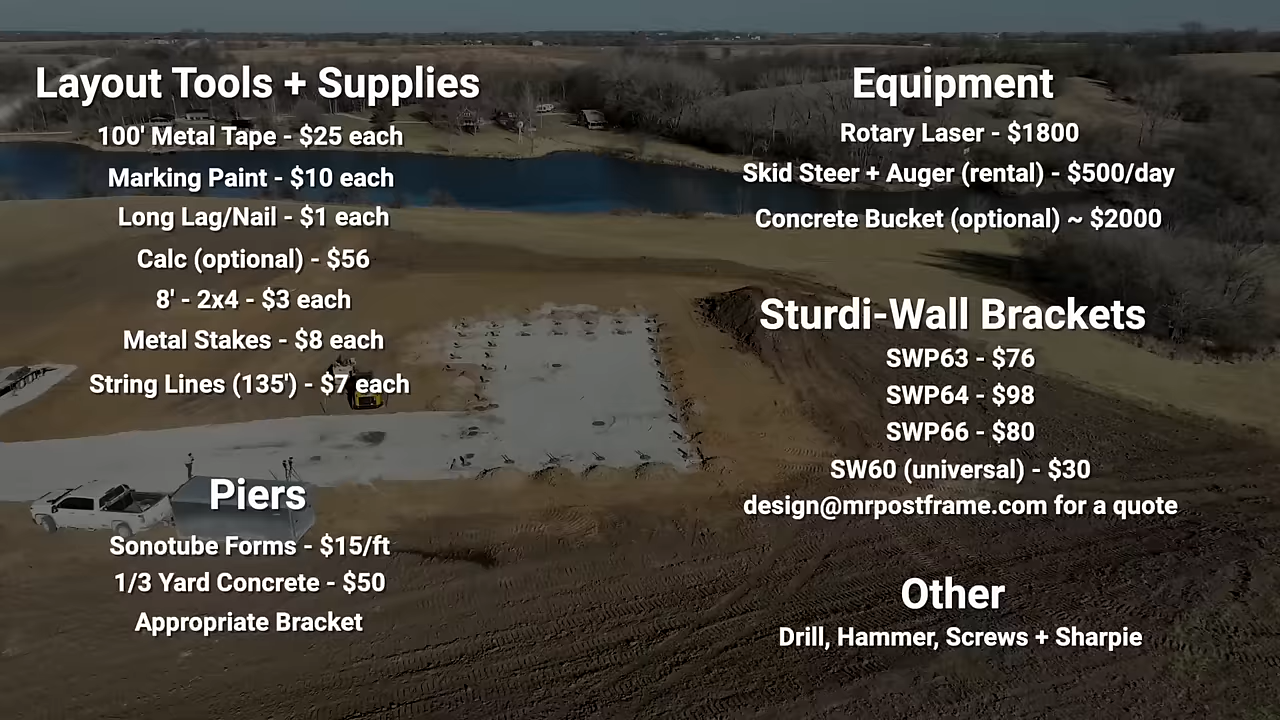 Layout Tools + Supplies
100' Metal Tape - $25 each
Marking Paint - $10 each
Long Lag/Nail - $1 each
Calc (optional) - $56
8' - 2x4 - $3 each
Metal Stakes - $8 each
String Lines (135') - $7 each
Piers
Sonotube Forms - $15/ft
1/3 Yard Concrete - $50
Appropriate Bracket
Equipment
Rotary Laser - $1800
Skid Steer + Auger (rental) - $500/day
Concrete Bucket (optional) ~ $2000
Sturdi-Wall Brackets
SWP63 - $76
SWP64 - $98
SWP66 - $80
SW60 (universal) - $30
design@mrpostframe.com for a quote
Other
Drill, Hammer, Screws + Sharpie